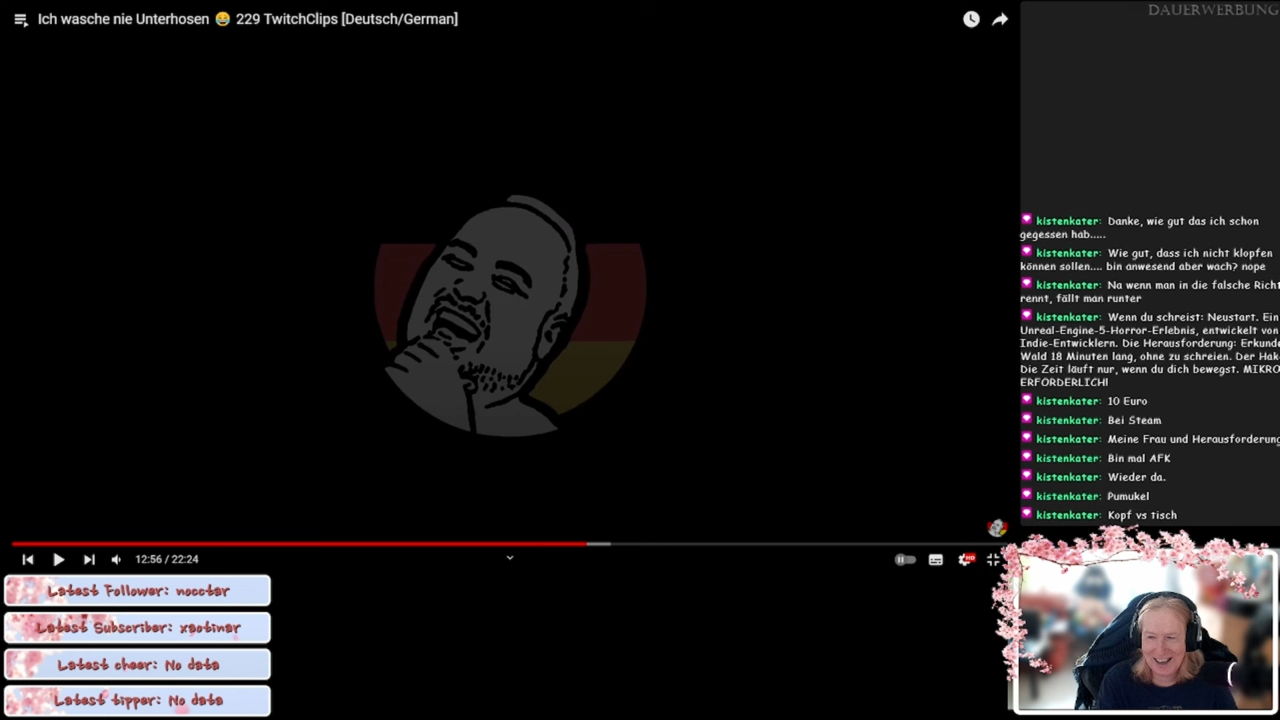 Ich wasche nie Unterhosen 😂 229 TwitchClips [Deutsch/German]
DAUERWERBUNG
kistenkater: Danke, wie gut das ich schon
gegessen hab.....
kistenkater: Wie gut, dass ich nicht klopfen
können sollen.... bin anwesend aber wach? nope
kistenkater: Na wenn man in die falsche Richt
rennt, fällt man runter
kistenkater: Wenn du schreist: Neustart. Ein
Unreal-Engine-5-Horror-Erlebnis, entwickelt von
Indie-Entwicklern. Die Herausforderung: Erkunde
Wald 18 Minuten lang, ohne zu schreien. Der Hak
Die Zeit läuft nur, wenn du dich bewegst. MIKRO
ERFORDERLICH!
kistenkater: 10 Euro
kistenkater: Bei Steam
kistenkater: Meine Frau und Herausforderung
kistenkater: Bin mal AFK
kistenkater: Wieder da.
kistenkater: Pumukel
kistenkater: Kopf vs tisch
12:56 / 22:24
HD
Latest Follower: nocctar
Latest Subscriber: xaotinar
Latest cheer: No data
Latest tipper: No data